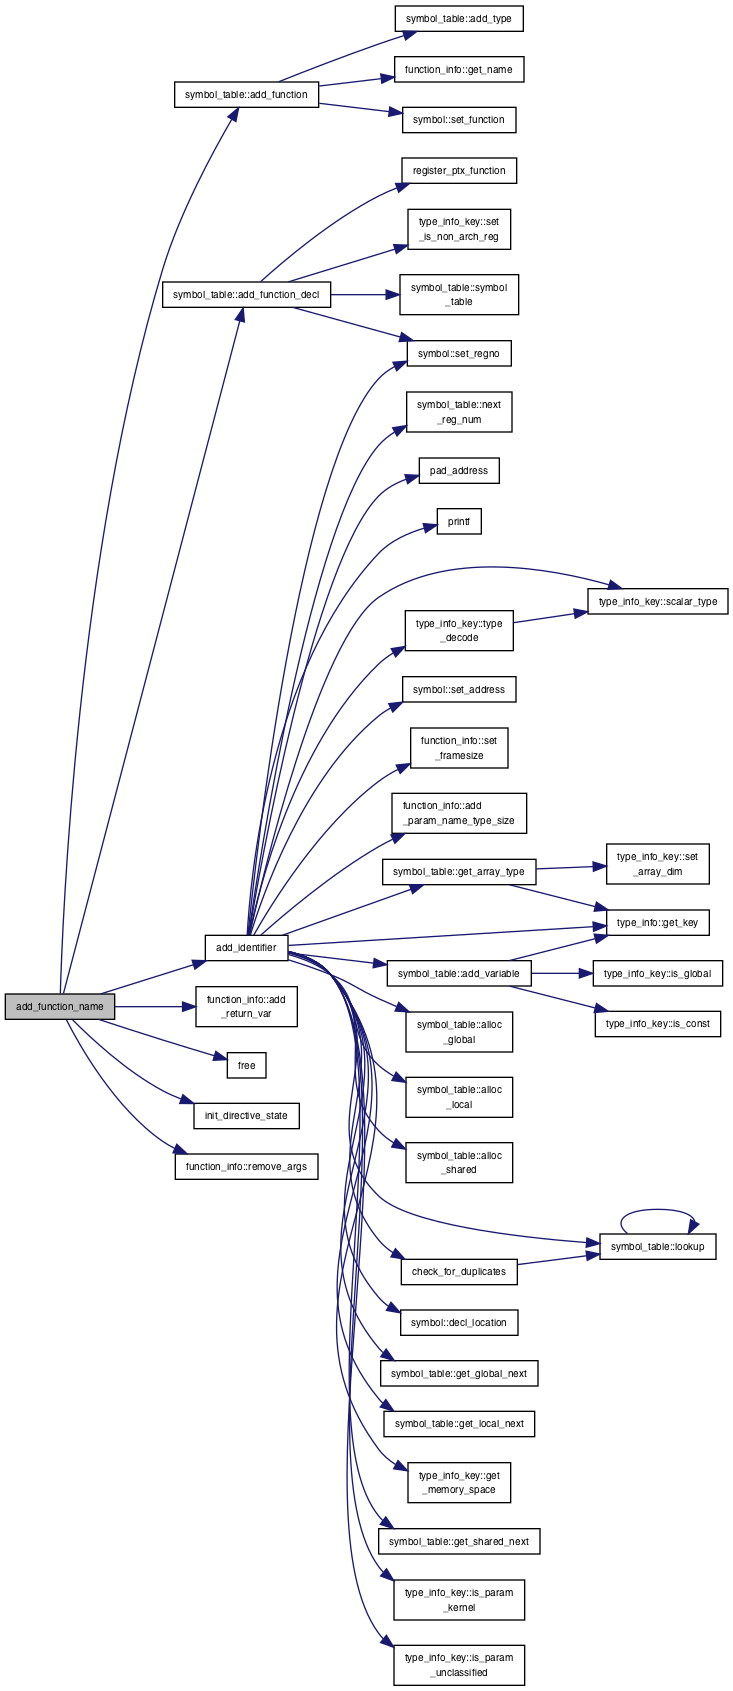 symbol_table::add_type
function_info::get_name
symbol_table::add_function
symbol::set_function
register_ptx_function
type_info_key::set
_is_non_arch_reg
symbol_table::add_function_decl
symbol_table::symbol
_table
symbol::set_regno
symbol_table::next
_reg_num
pad_address
printf
type_info_key::scalar_type
type_info_key::type
_decode
symbol::set_address
function_info::set
_framesize
function_info::add
_param_name_type_size
symbol_table::get_array_type
type_info_key::set
_array_dim
type_info::get_key
add_identifier
symbol_table::add_variable
type_info_key::is_global
add_function_name
function_info::add
_return_var
symbol_table::alloc
_global
type_info_key::is_const
free
symbol_table::alloc
_local
init_directive_state
symbol_table::alloc
_shared
function_info::remove_args
symbol_table::lookup
check_for_duplicates
symbol::decl_location
symbol_table::get_global_next
symbol_table::get_local_next
type_info_key::get
_memory_space
symbol_table::get_shared_next
type_info_key::is_param
_kernel
type_info_key::is_param
_unclassified